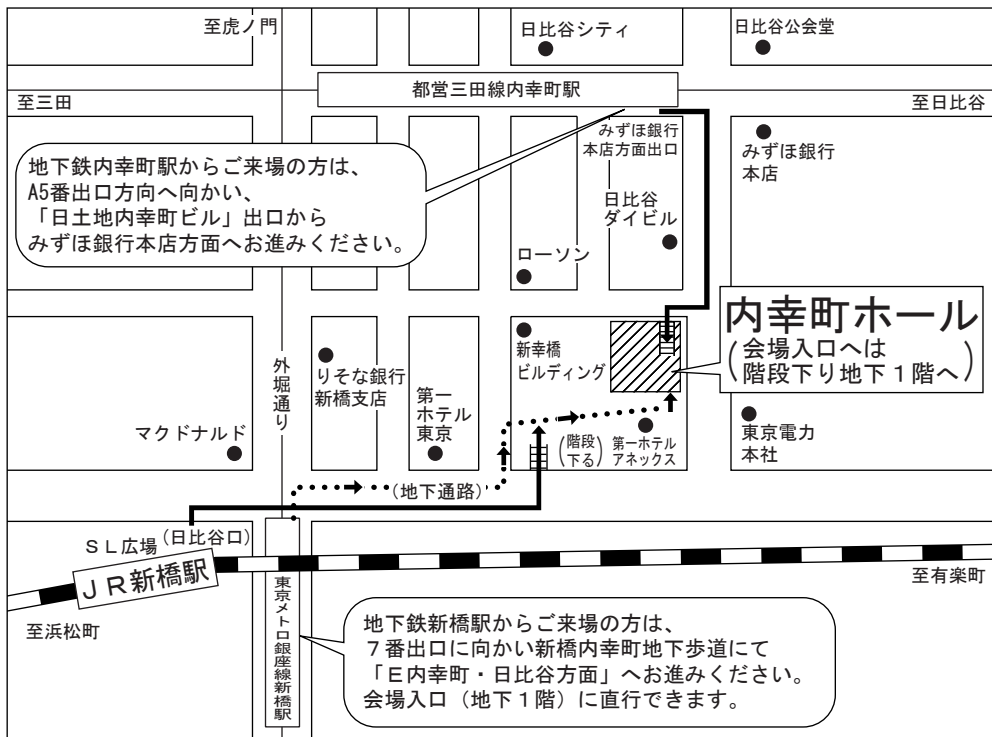 至虎ノ門
日比谷シティ
日比谷公会堂
都営三田線内幸町駅
至三田
至日比谷
みずほ銀行
本店方面出口
みずほ銀行
本店
地下鉄内幸町駅からご来場の方は、
A5番出口方向へ向かい、
「日土地内幸町ビル」出口から
みずほ銀行本店方面へお進みください。
日比谷
ダイビル
ローソン
内幸町ホール
(会場入口へは
階段下り地下1階へ)
新幸橋
ビルディング
外堀通り
りそな銀行
新橋支店
第一
ホテル
東京
マクドナルド
(階段
下る)
第一ホテル
アネックス
東京電力
本社
(地下通路)
SL広場
(日比谷口)
JR新橋駅
至有楽町
至浜松町
東京メトロ銀座線新橋駅
地下鉄新橋駅からご来場の方は、
7番出口に向かい新橋内幸町地下歩道にて
「E内幸町・日比谷方面」へお進みください。
会場入口(地下1階)に直行できます。